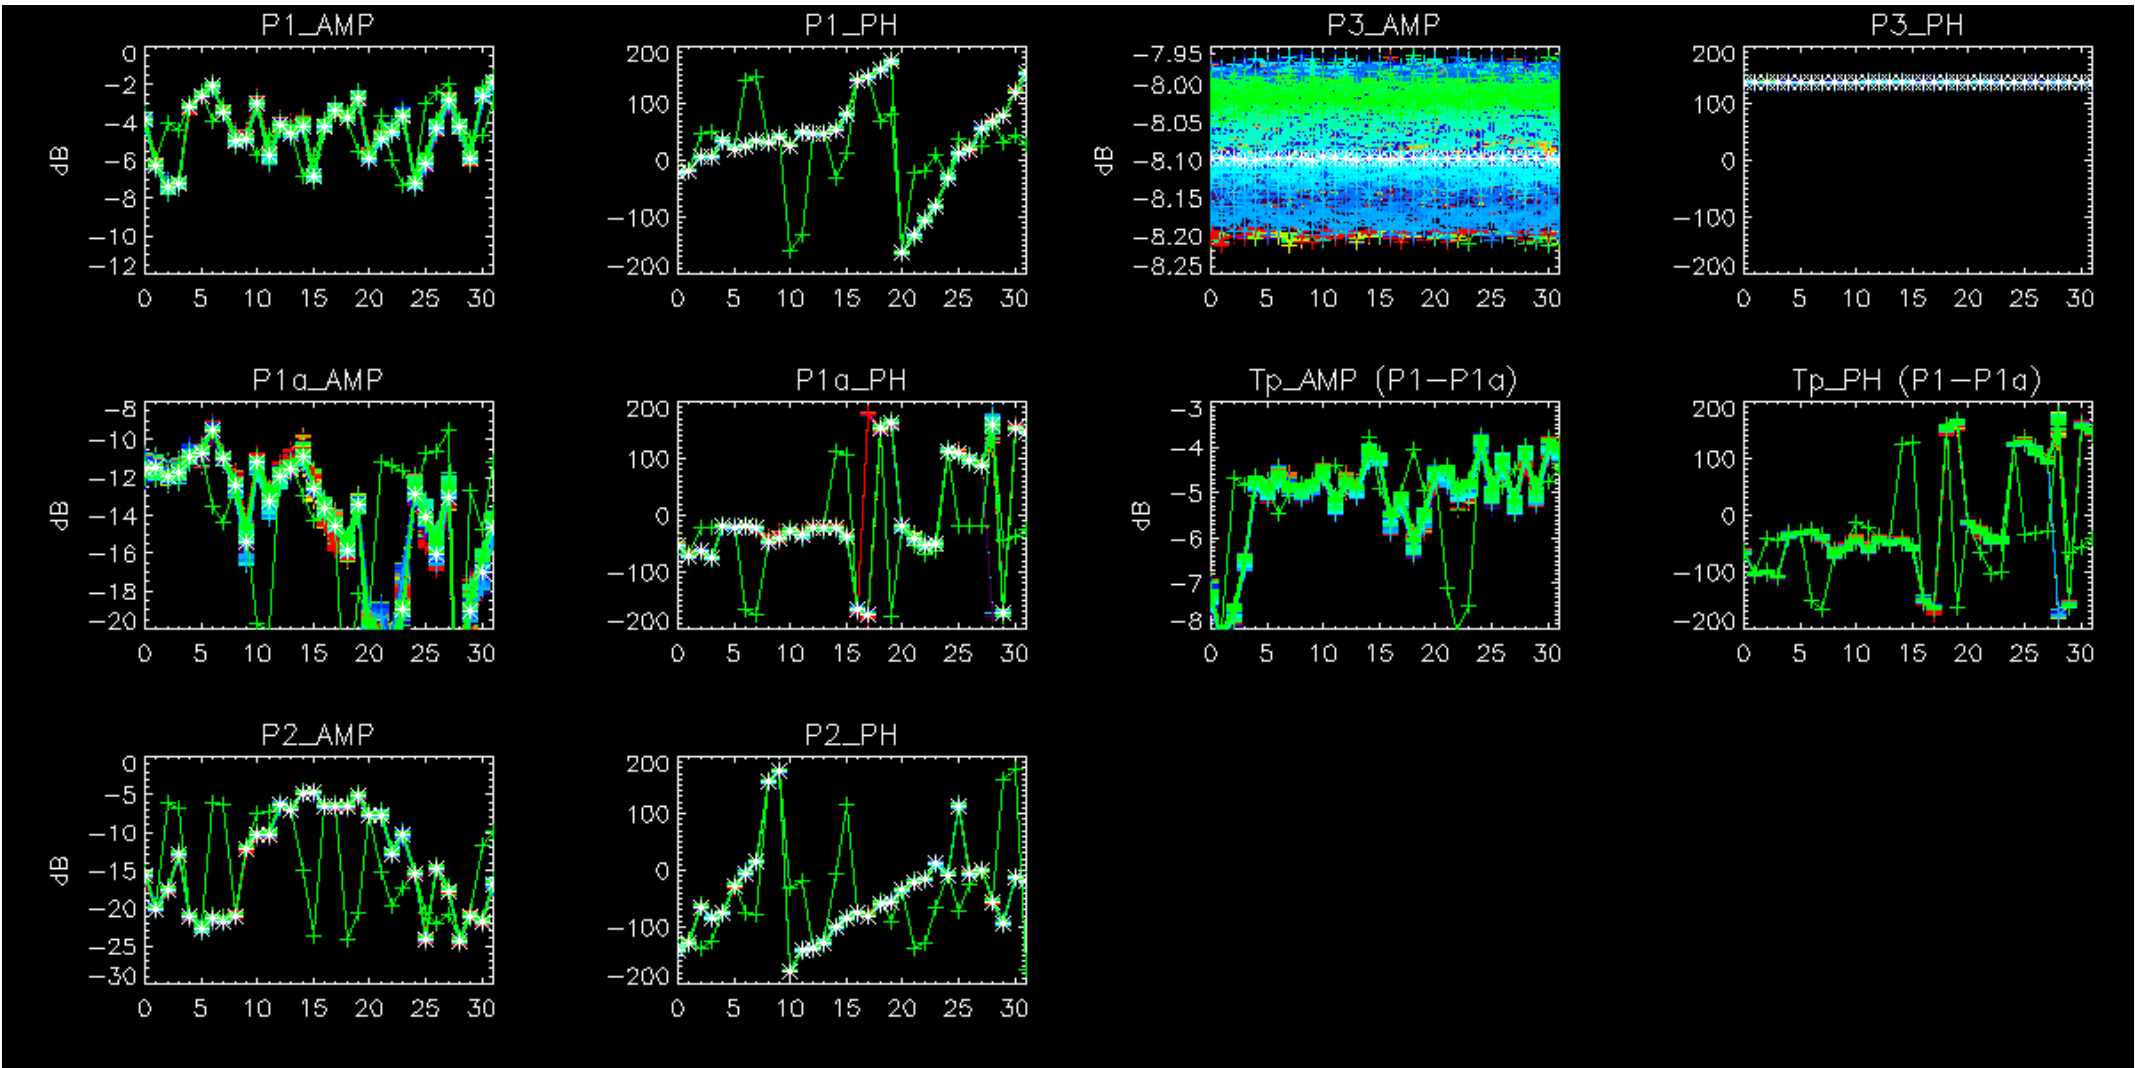 P1_AMP
0
−2
−4
−6
−8
−10
−12
dB
0 5 10 15 20 25 30
P1_PH
200
100
0
−100
−200
0 5 10 15 20 25 30
P3_AMP
−7.95
−8.00
−8.05
−8.10
−8.15
−8.20
−8.25
dB
0 5 10 15 20 25 30
P3_PH
200
100
0
−100
−200
0 5 10 15 20 25 30
P1a_AMP
−8
−10
−12
−14
−16
−18
−20
dB
0 5 10 15 20 25 30
P1a_PH
200
100
0
−100
−200
0 5 10 15 20 25 30
Tp_AMP (P1−P1a)
−3
−4
−5
−6
−7
−8
dB
0 5 10 15 20 25 30
Tp_PH (P1−P1a)
200
100
0
−100
−200
0 5 10 15 20 25 30
P2_AMP
0
−5
−10
−15
−20
−25
−30
dB
0 5 10 15 20 25 30
P2_PH
200
100
0
−100
−200
0 5 10 15 20 25 30